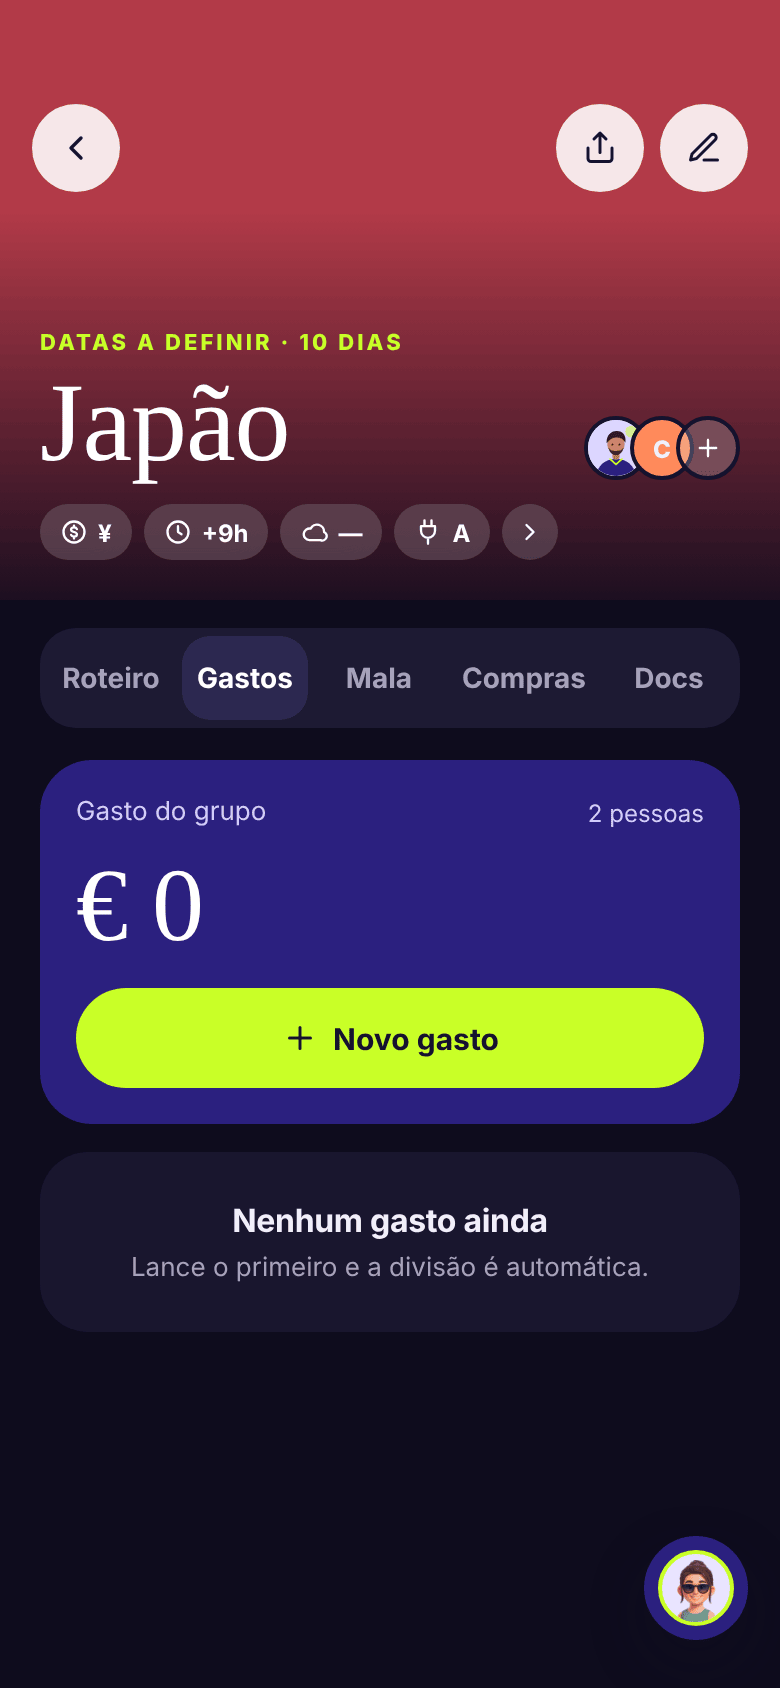 DATAS A DEFINIR · 10 DIAS
Japão
C
¥
+9h
—
A
Roteiro
Gastos
Mala
Compras
Docs
Gasto do grupo
2 pessoas
€ 0
Novo gasto
Nenhum gasto ainda
Lance o primeiro e a divisão é automática.